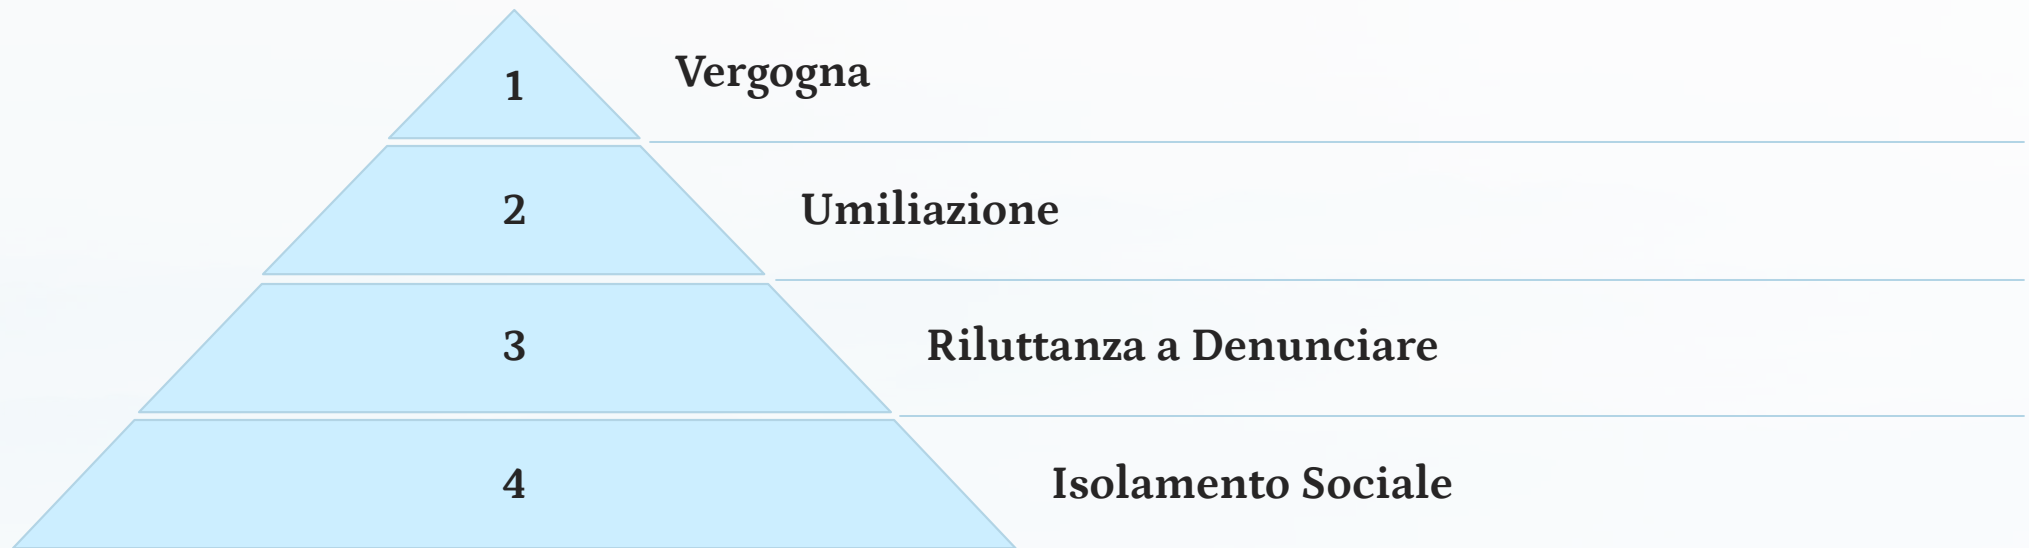 1
Vergogna
2
Umiliazione
3
Riluttanza a Denunciare
4
Isolamento Sociale